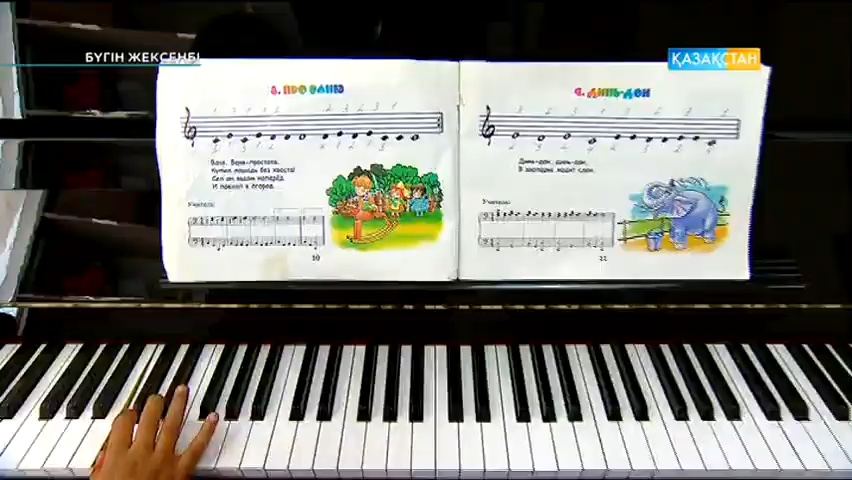 БҮГІН ЖЕКСЕНБІ
ҚАЗАҚСТАН
8. ПРО ВАНЮ
Ваня, Ваня-простота.
Купил лошадь без хвоста!
Сел он задом наперёд
И поехал в огород.
Учитель:
10
9. ДИНЬ-ДОН
Динь-дон, динь-дон,
В зоопарке ходит слон.
Учитель:
11